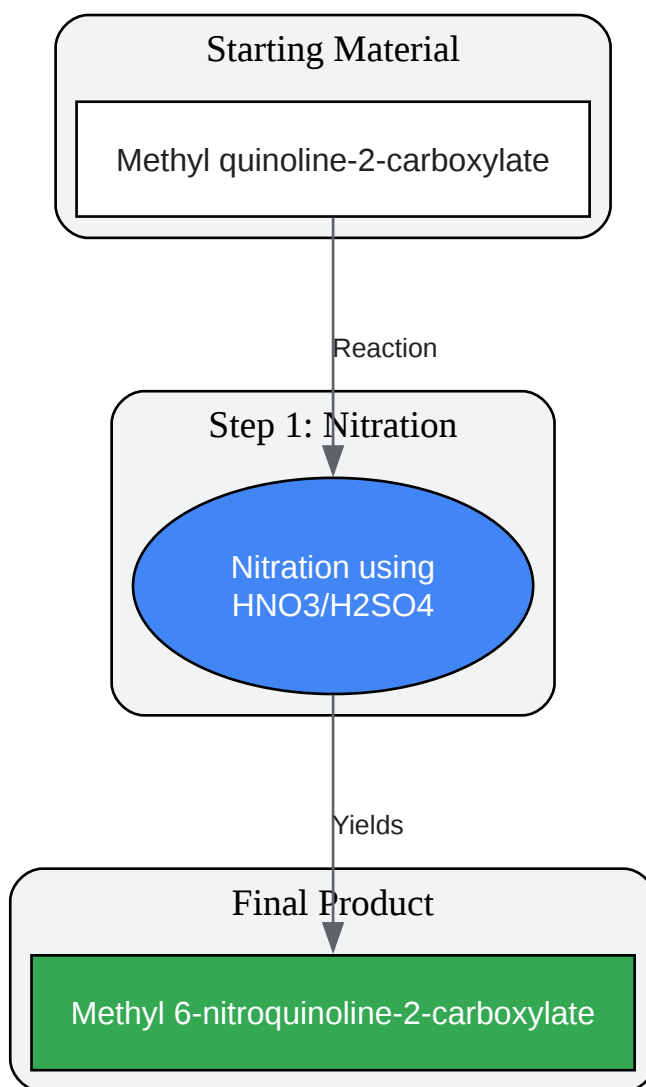 Starting Material
Methyl quinoline-2-carboxylate
Reaction
Step 1: Nitration
Nitration using
HNO3/H2SO4
Yields
Final Product
Methyl 6-nitroquinoline-2-carboxylate